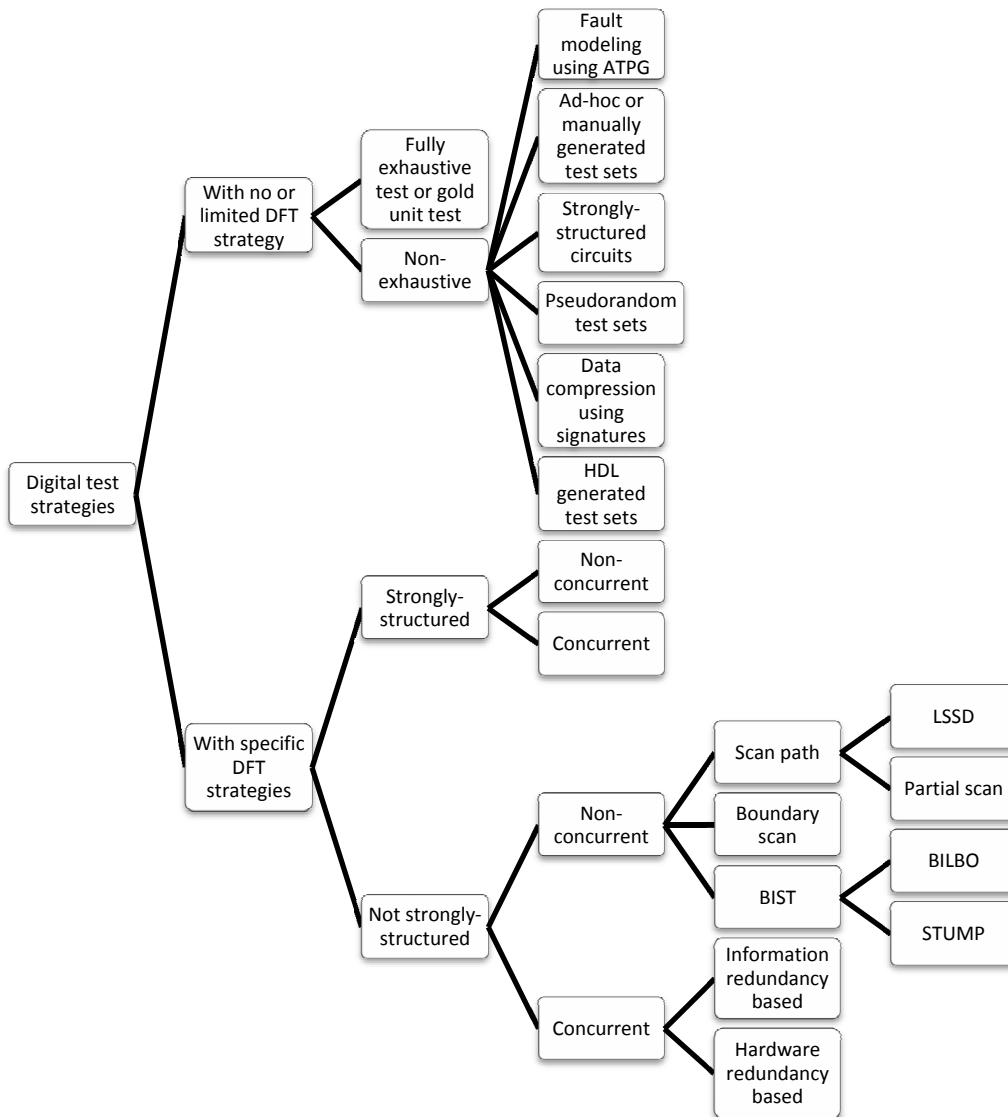 Fault
modeling
using ATPG
Ad-hoc or
manually
generated
test sets
Fully
exhaustive
test or gold
unit test
With no or
limited DFT
strategy
Strongly-
structured
circuits
Non-
exhaustive
Pseudorandom
test sets
Data
compression
using
signatures
Digital test
strategies
HDL
generated
test sets
Non-
concurrent
Strongly-
structured
Concurrent
LSSD
With specific
DFT
strategies
Scan path
Partial scan
Non-
concurrent
Boundary
scan
BILBO
BIST
Not strongly-
structured
STUMP
Information
redundancy
based
Concurrent
Hardware
redundancy
based